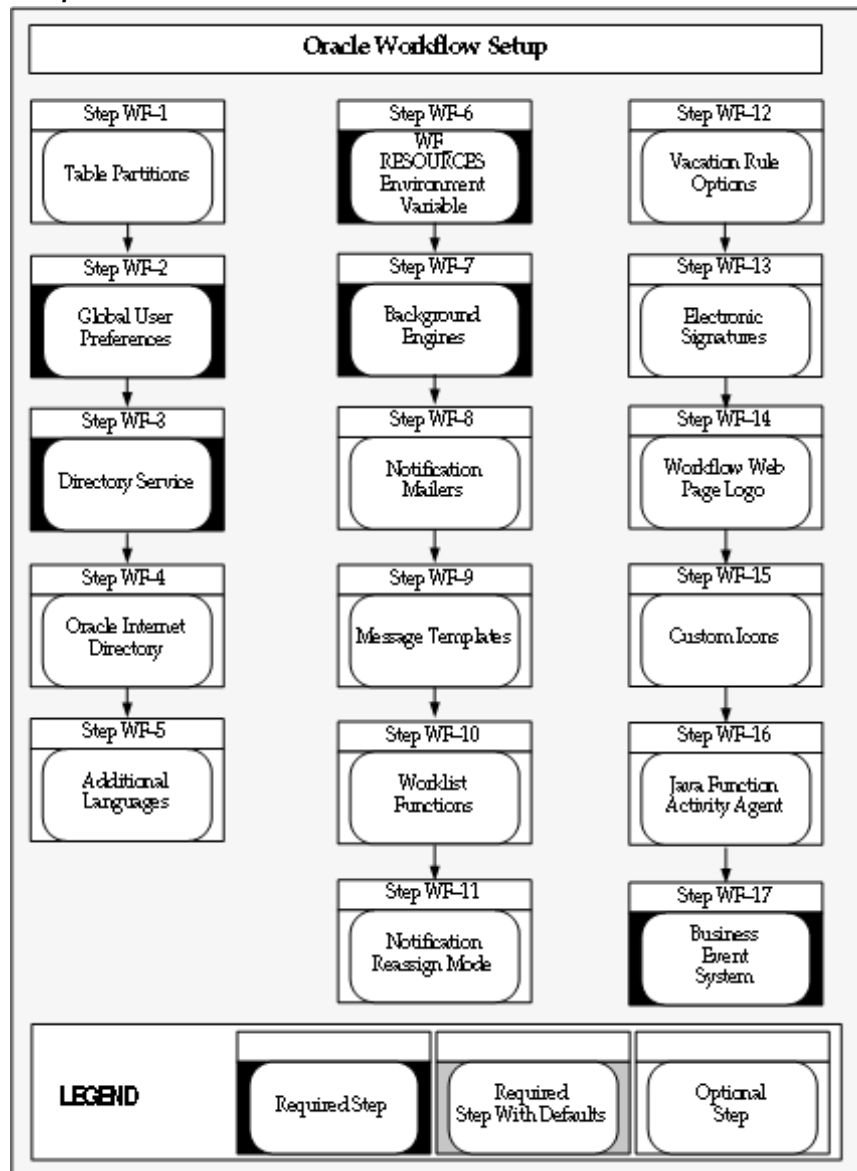 Oracle Workflow Setup
Step WF-1
Table Partitions
Step WF-2
Global User
Preferences
Step WF-3
Directory Service
Step WF-4
Oracle Internet
Directory
Step WF-5
Additional
Languages
Step WF-6
WF_
RESOURCES
Environment
Variable
Step WF-7
Background
Engines
Step WF-8
Notification
Mailers
Step WF-9
Message Templates
Step WF-10
Worklist
Functions
Step WF-11
Notification
Reassign Mode
Step WF-12
Vacation Rule
Options
Step WF-13
Electronic
Signatures
Step WF-14
Workflow Web
Page Logo
Step WF-15
Custom Icons
Step WF-16
Java Function
Activity Agent
Step WF-17
Business
Event
System
LEGEND
Required Step
Required
Step With Defaults
Optional
Step